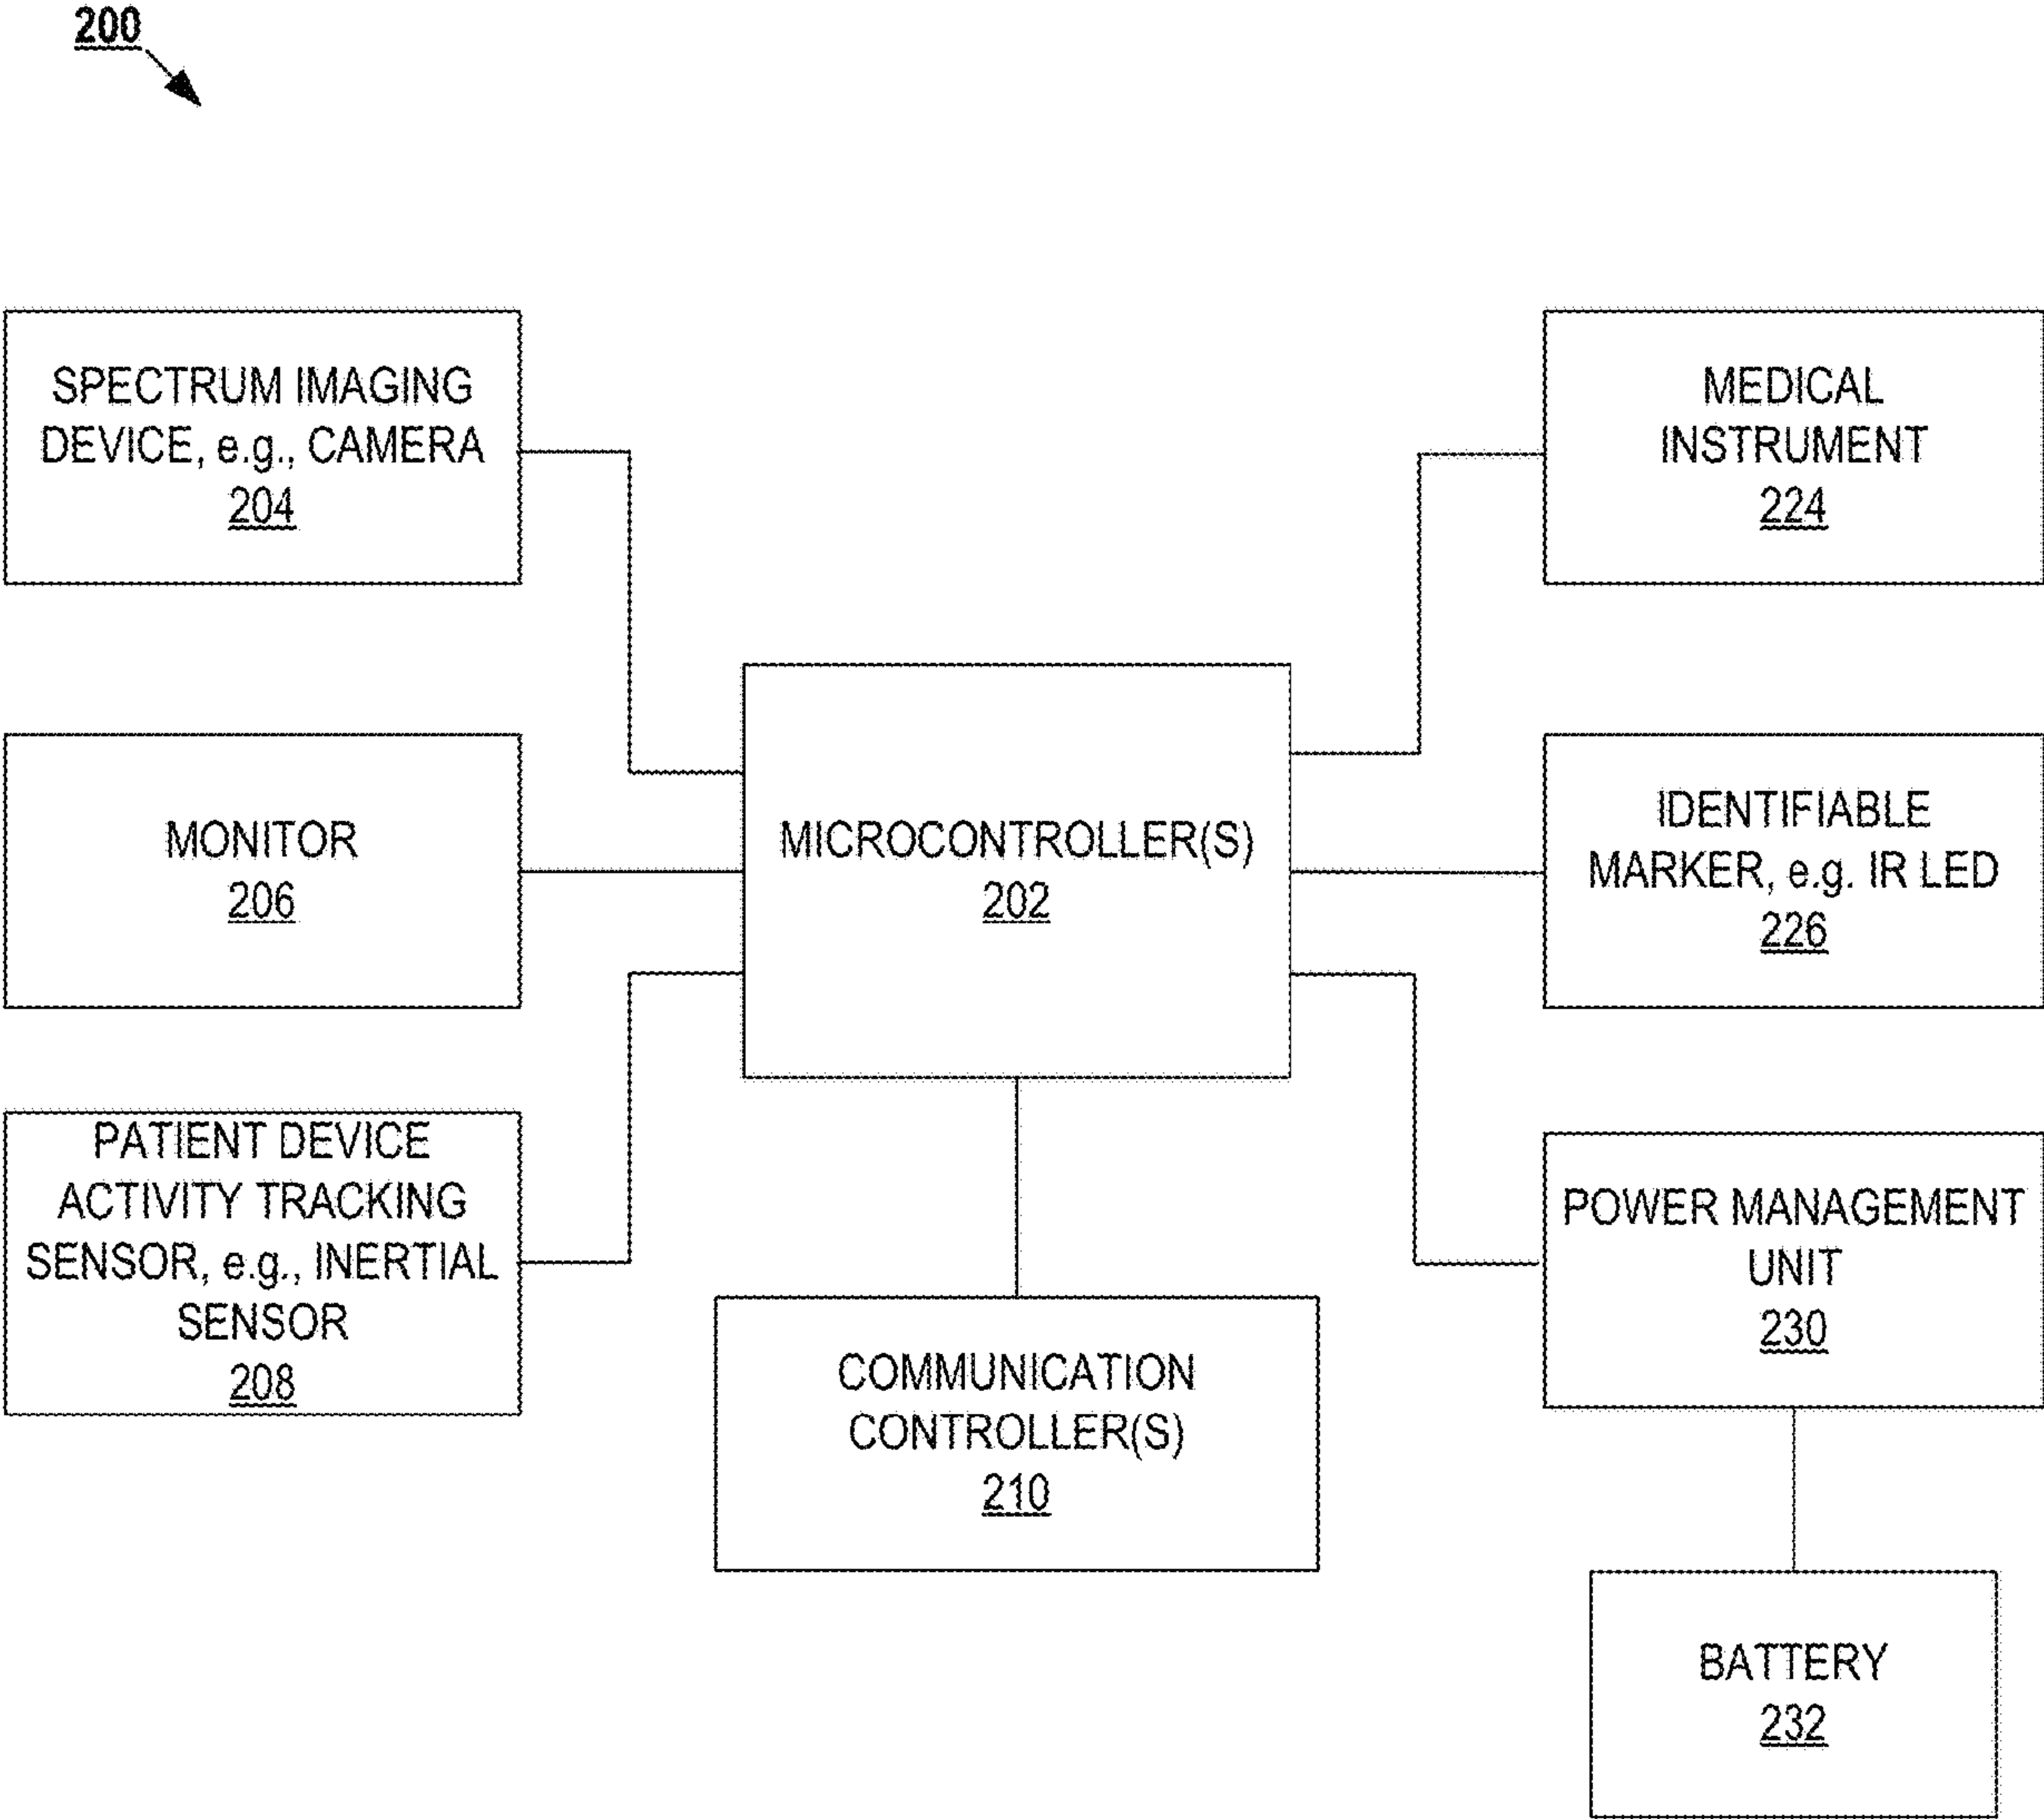 200
SPECTRUM IMAGING
DEVICE, e.g., CAMERA
204
MEDICAL
INSTRUMENT
224
MONITOR
206
MICROCONTROLLER(S)
202
IDENTIFIABLE
MARKER, e.g. IR LED
226
PATIENT DEVICE
ACTIVITY TRACKING
SENSOR, e.g., INERTIAL
SENSOR
208
COMMUNICATION
CONTROLLER(S)
210
POWER MANAGEMENT
UNIT
230
BATTERY
232